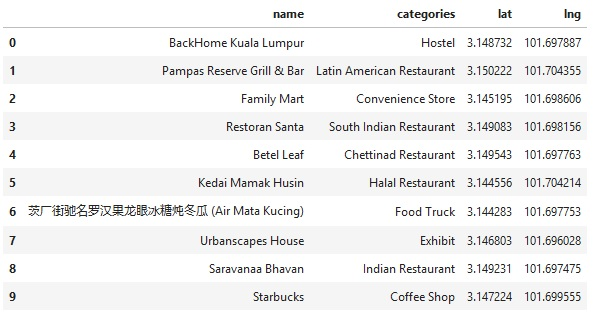 name categories lat lng
0 BackHome Kuala Lumpur Hostel 3.148732 101.697887
1 Pampas Reserve Grill & Bar Latin American Restaurant 3.150222 101.704355
2 Family Mart Convenience Store 3.145195 101.698606
3 Restoran Santa South Indian Restaurant 3.149083 101.698156
4 Betel Leaf Chettinad Restaurant 3.149543 101.697763
5 Kedai Mamak Husin Halal Restaurant 3.144556 101.704214
6 茨厂街驰名罗汉果龙眼冰糖炖冬瓜 (Air Mata Kucing) Food Truck 3.144283 101.697753
7 Urbanscapes House Exhibit 3.146803 101.696028
8 Saravanaa Bhavan Indian Restaurant 3.149231 101.697475
9 Starbucks Coffee Shop 3.147224 101.699555